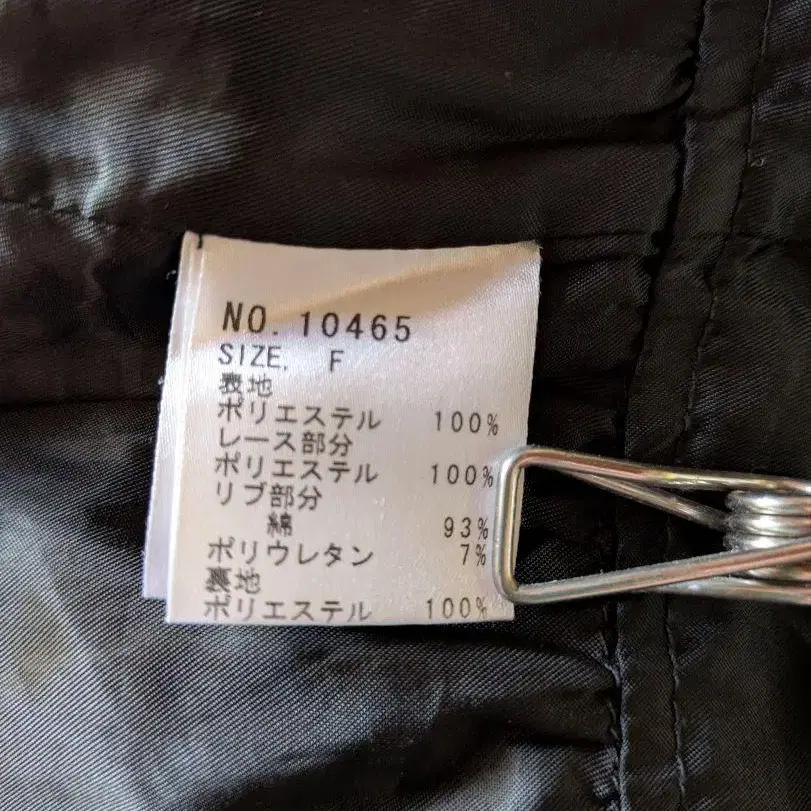 NO. 10465
SIZE. F
表地
ポリエステル 100%
レース部分
ポリエステル 100%
リブ部分
綿 93%
ポリウレタン 7%
裏地
ポリエステル 100%